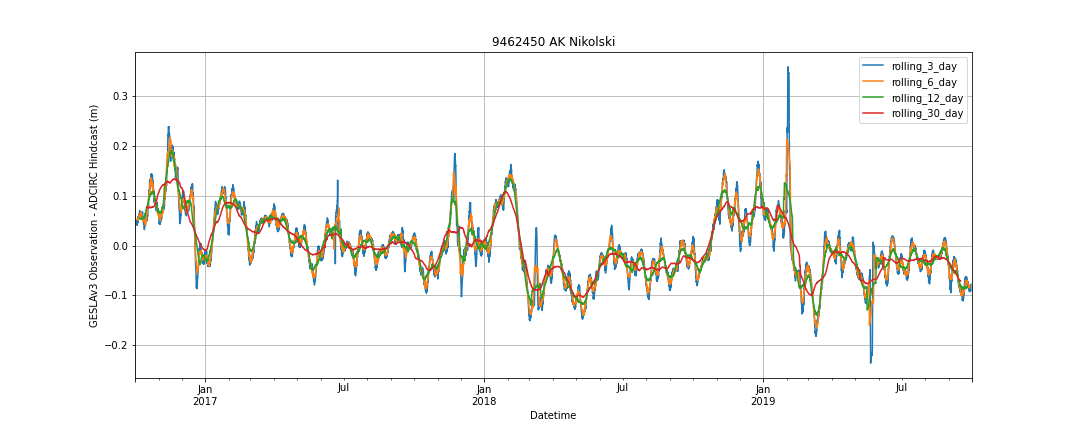 9462450 AK Nikolski
rolling_3_day
rolling_6_day
rolling_12_day
rolling_30_day
GESLAv3 Observation - ADCIRC Hindcast (m)
0.3
0.2
0.1
0.0
−0.1
−0.2
Jan
2017
Jul
Jan
2018
Jul
Jan
2019
Jul
Datetime